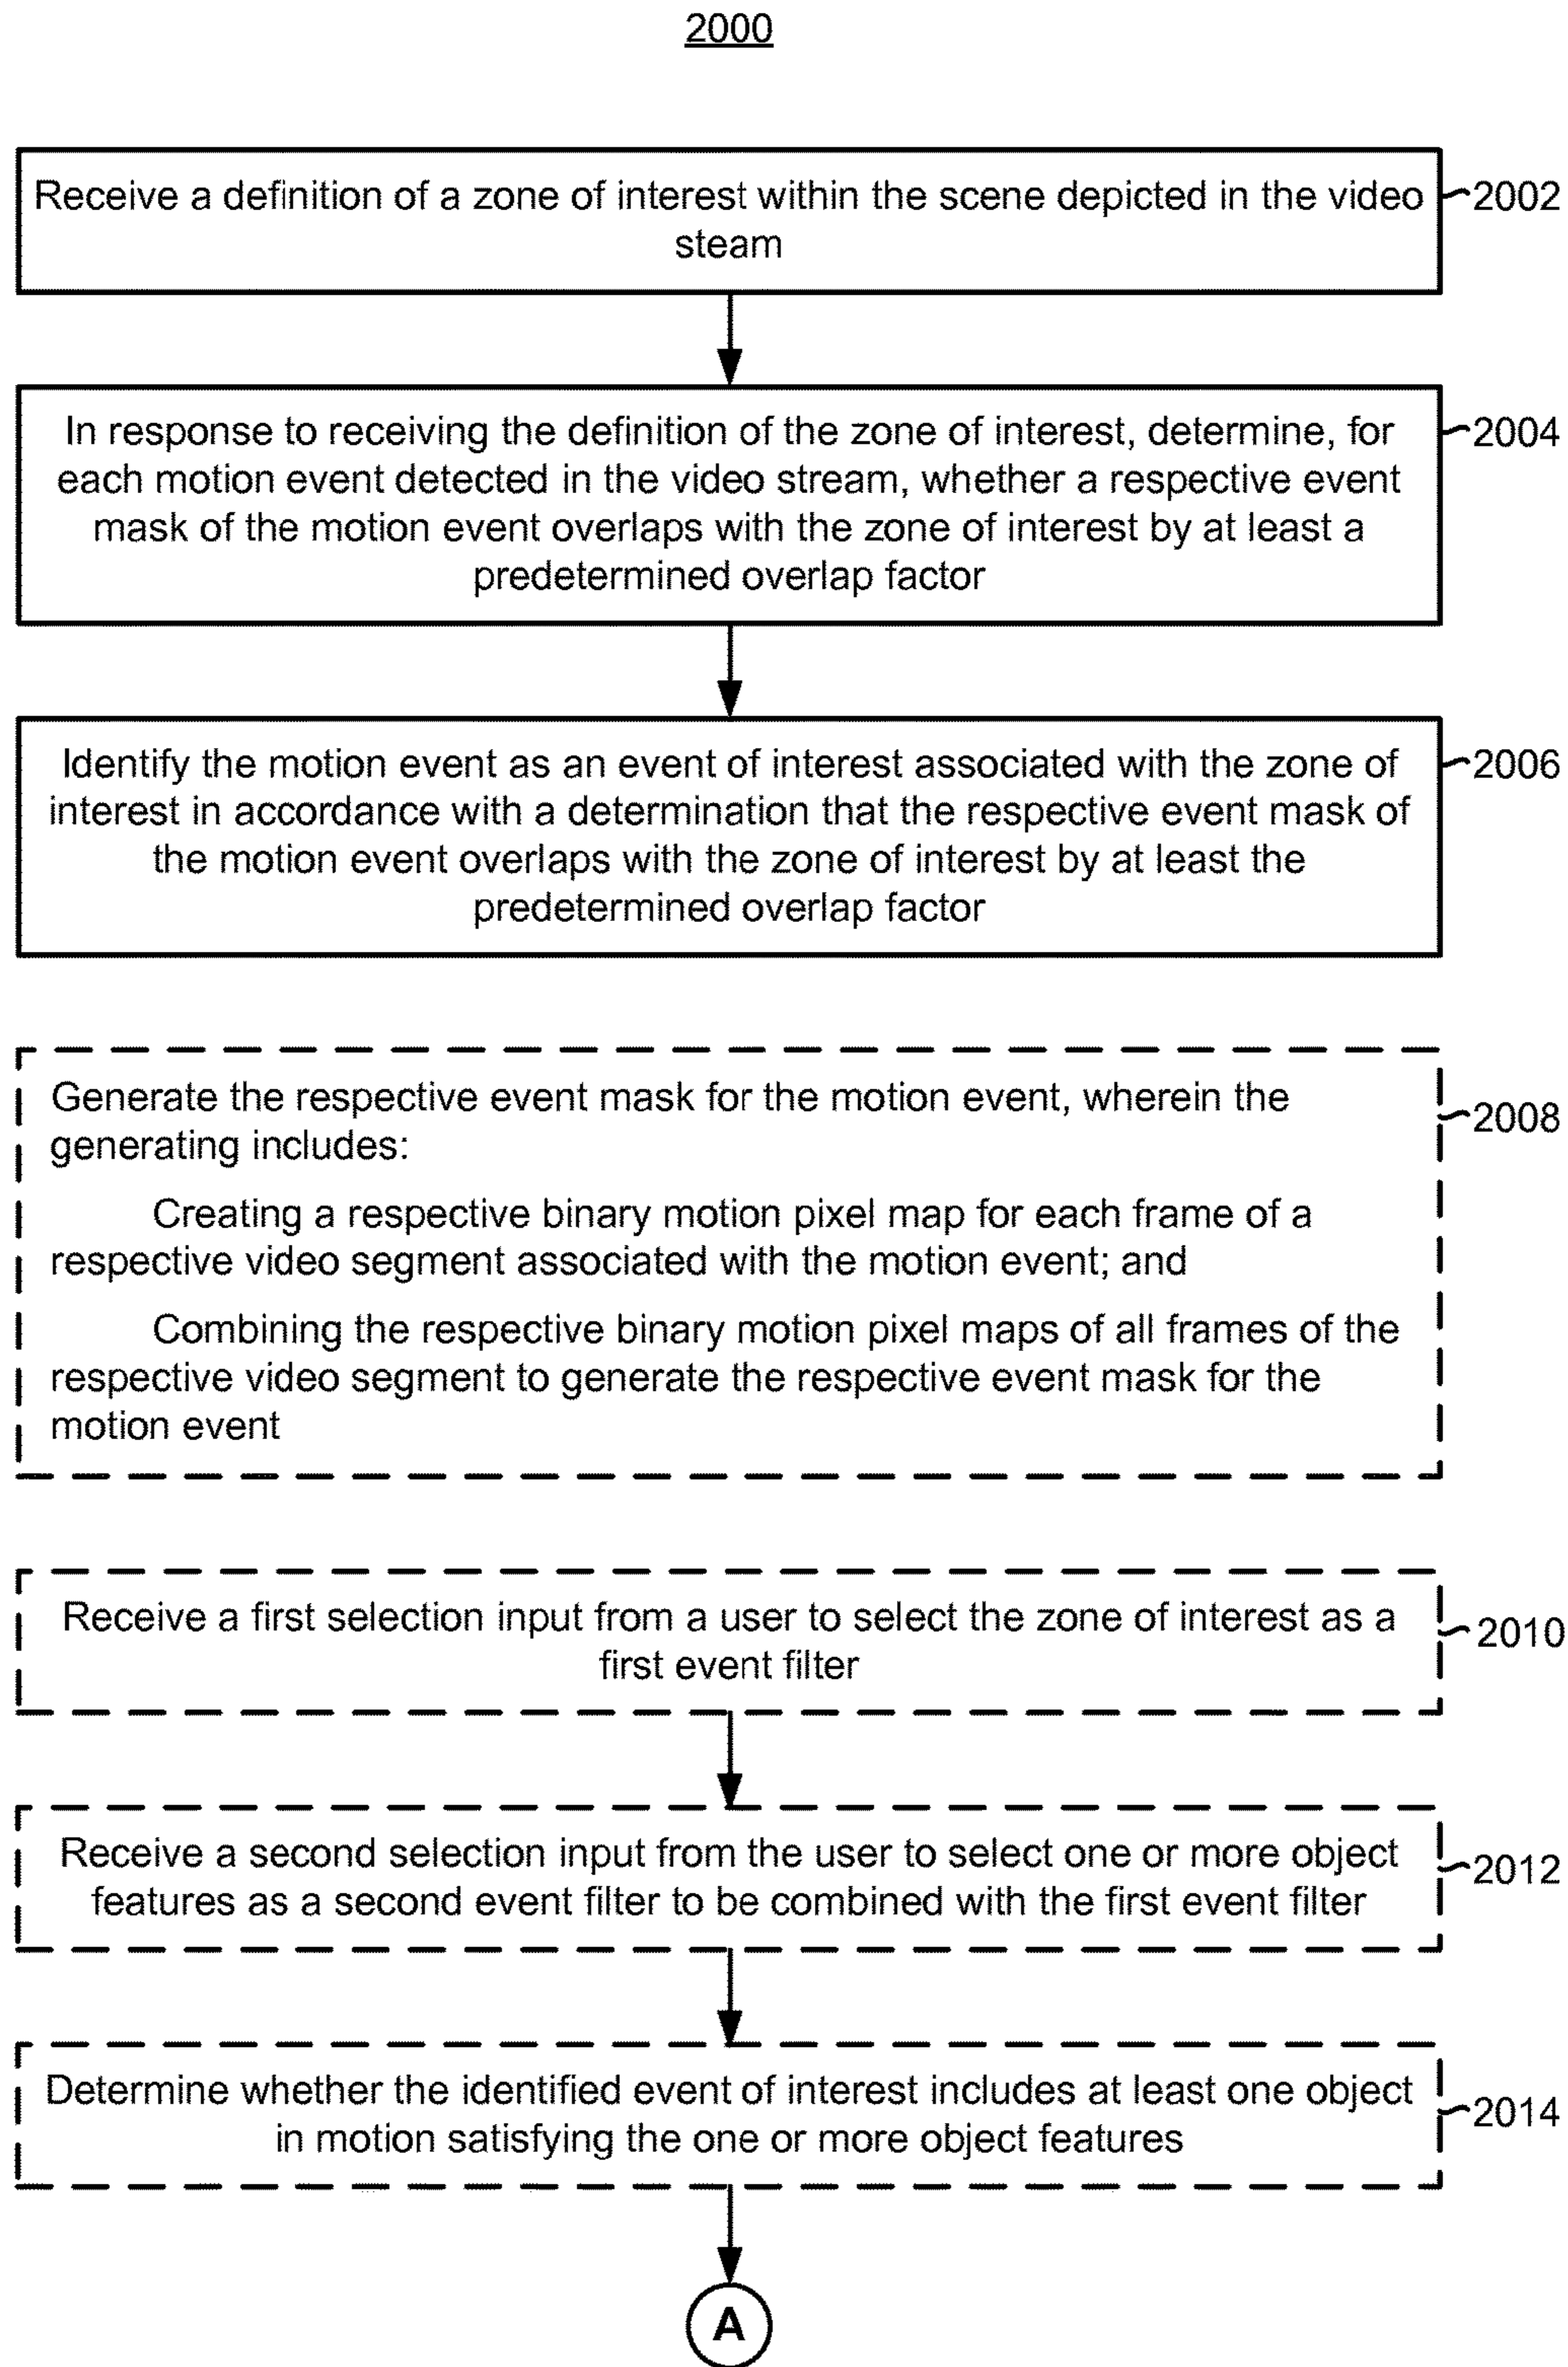 2000
Receive a definition of a zone of interest within the scene depicted in the video
steam
2002
In response to receiving the definition of the zone of interest, determine, for
each motion event detected in the video stream, whether a respective event
mask of the motion event overlaps with the zone of interest by at least a
predetermined overlap factor
2004
Identify the motion event as an event of interest associated with the zone of
interest in accordance with a determination that the respective event mask of
the motion event overlaps with the zone of interest by at least the
predetermined overlap factor
2006
Generate the respective event mask for the motion event, wherein the
generating includes:
Creating a respective binary motion pixel map for each frame of a
respective video segment associated with the motion event; and
Combining the respective binary motion pixel maps of all frames of the
respective video segment to generate the respective event mask for the
motion event
2008
Receive a first selection input from a user to select the zone of interest as a
first event filter
2010
Receive a second selection input from the user to select one or more object
features as a second event filter to be combined with the first event filter
2012
Determine whether the identified event of interest includes at least one object
in motion satisfying the one or more object features
2014
A